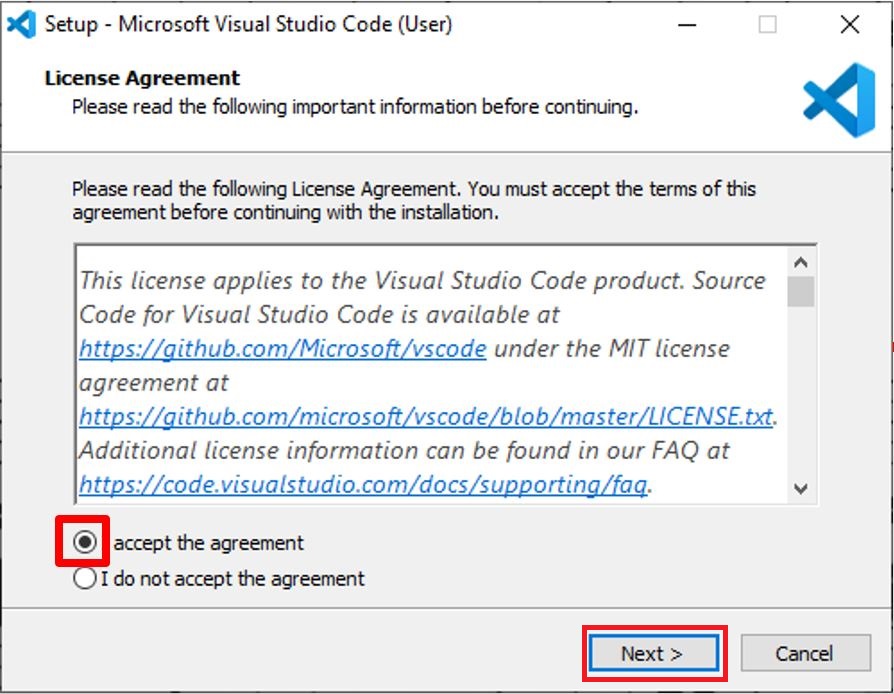 Setup - Microsoft Visual Studio Code (User)
License Agreement
Please read the following important information before continuing.
Please read the following License Agreement. You must accept the terms of this
agreement before continuing with the installation.
This license applies to the Visual Studio Code product. Source
Code for Visual Studio Code is available at
https://github.com/Microsoft/vscode under the MIT license
agreement at
https://github.com/microsoft/vscode/blob/master/LICENSE.txt.
Additional license information can be found in our FAQ at
https://code.visualstudio.com/docs/supporting/faq.
accept the agreement
I do not accept the agreement
Next >
Cancel